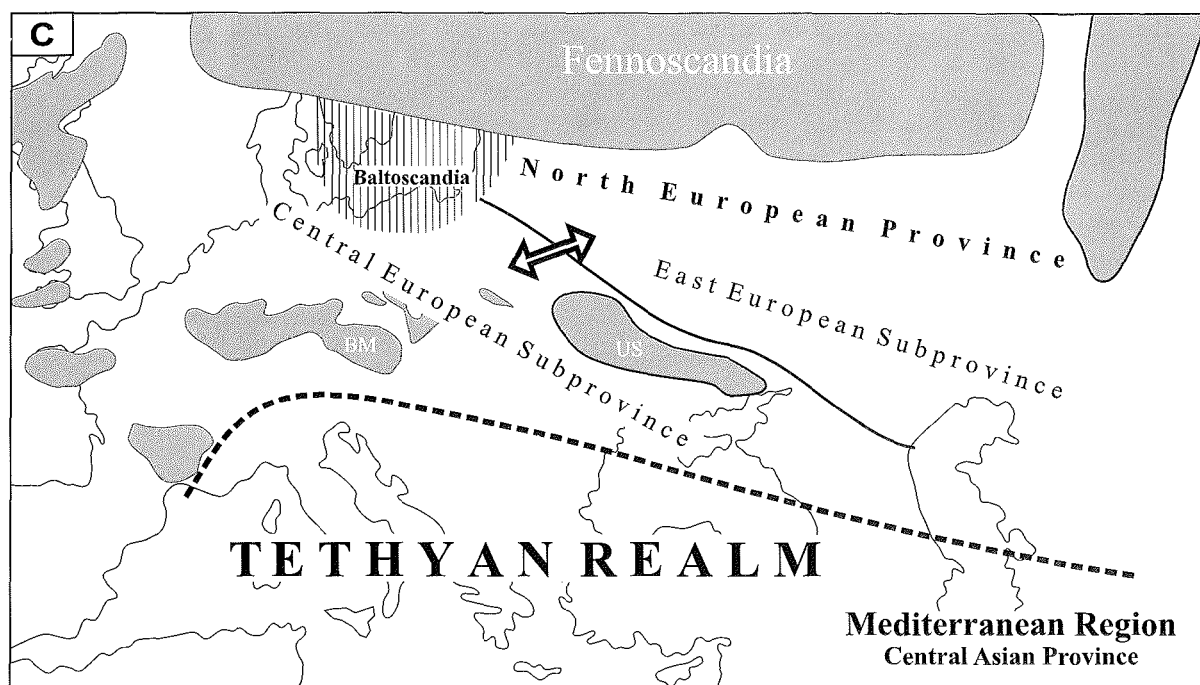 C
Fennoscandia
Baltoscandia
North European Province
Central European Subprovince
East European Subprovince
BM
US
TETHYAN REALM
Mediterranean Region
Central Asian Province